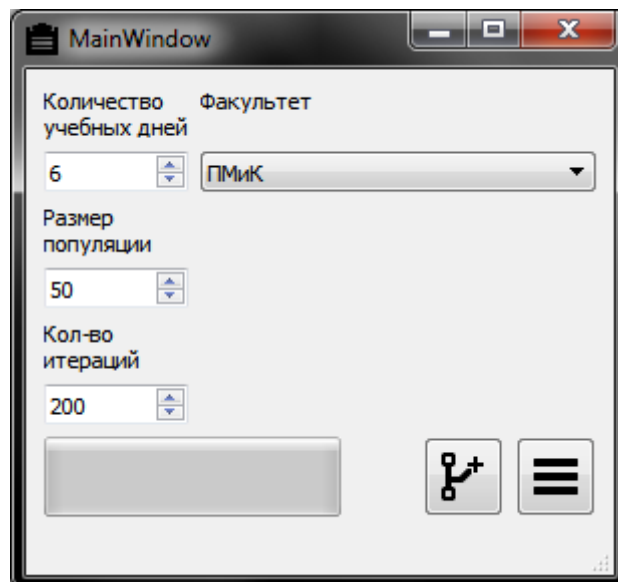 MainWindow
Количество Факультет
учебных дней
6 ПМиК
Размер
популяции
50
Кол-во
итераций
200